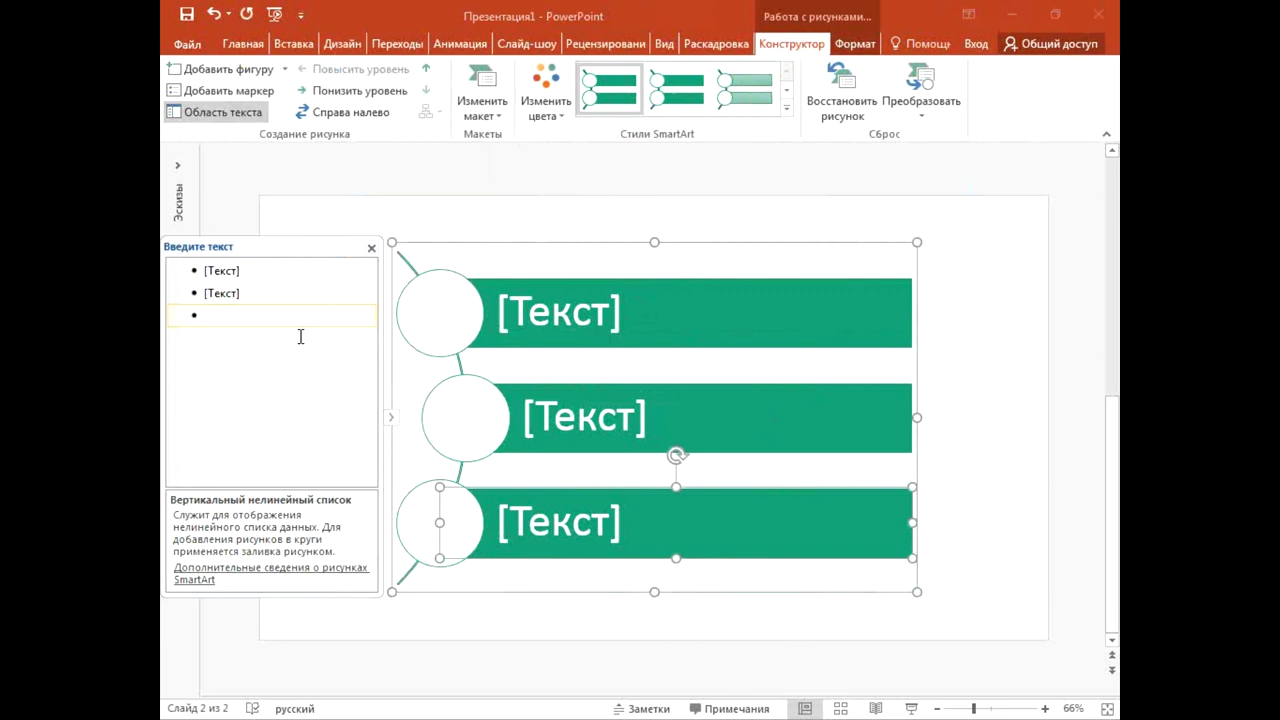 Презентация1 - PowerPoint
Работа с рисунками...
Файл Главная Вставка Дизайн Переходы Анимация Слайд-шоу Рецензировани Вид Раскадровка Конструктор Формат Помощь Вход Общий доступ
Добавить фигуру
Добавить маркер
Область текста
Повысить уровень
Понизить уровень
Справа налево
Создание рисунка
Изменить макет
Макеты
Изменить цвета
Стили SmartArt
Восстановить рисунок
Преобразовать
Сброс
Эскизы
Введите текст
[Текст]
[Текст]
Вертикальный нелинейный список
Служит для отображения
нелинейного списка данных. Для
добавления рисунков в круги
применяется заливка рисунком.
Дополнительные сведения о рисунках
SmartArt
[Текст]
[Текст]
[Текст]
Слайд 2 из 2 русский Заметки Примечания 66%